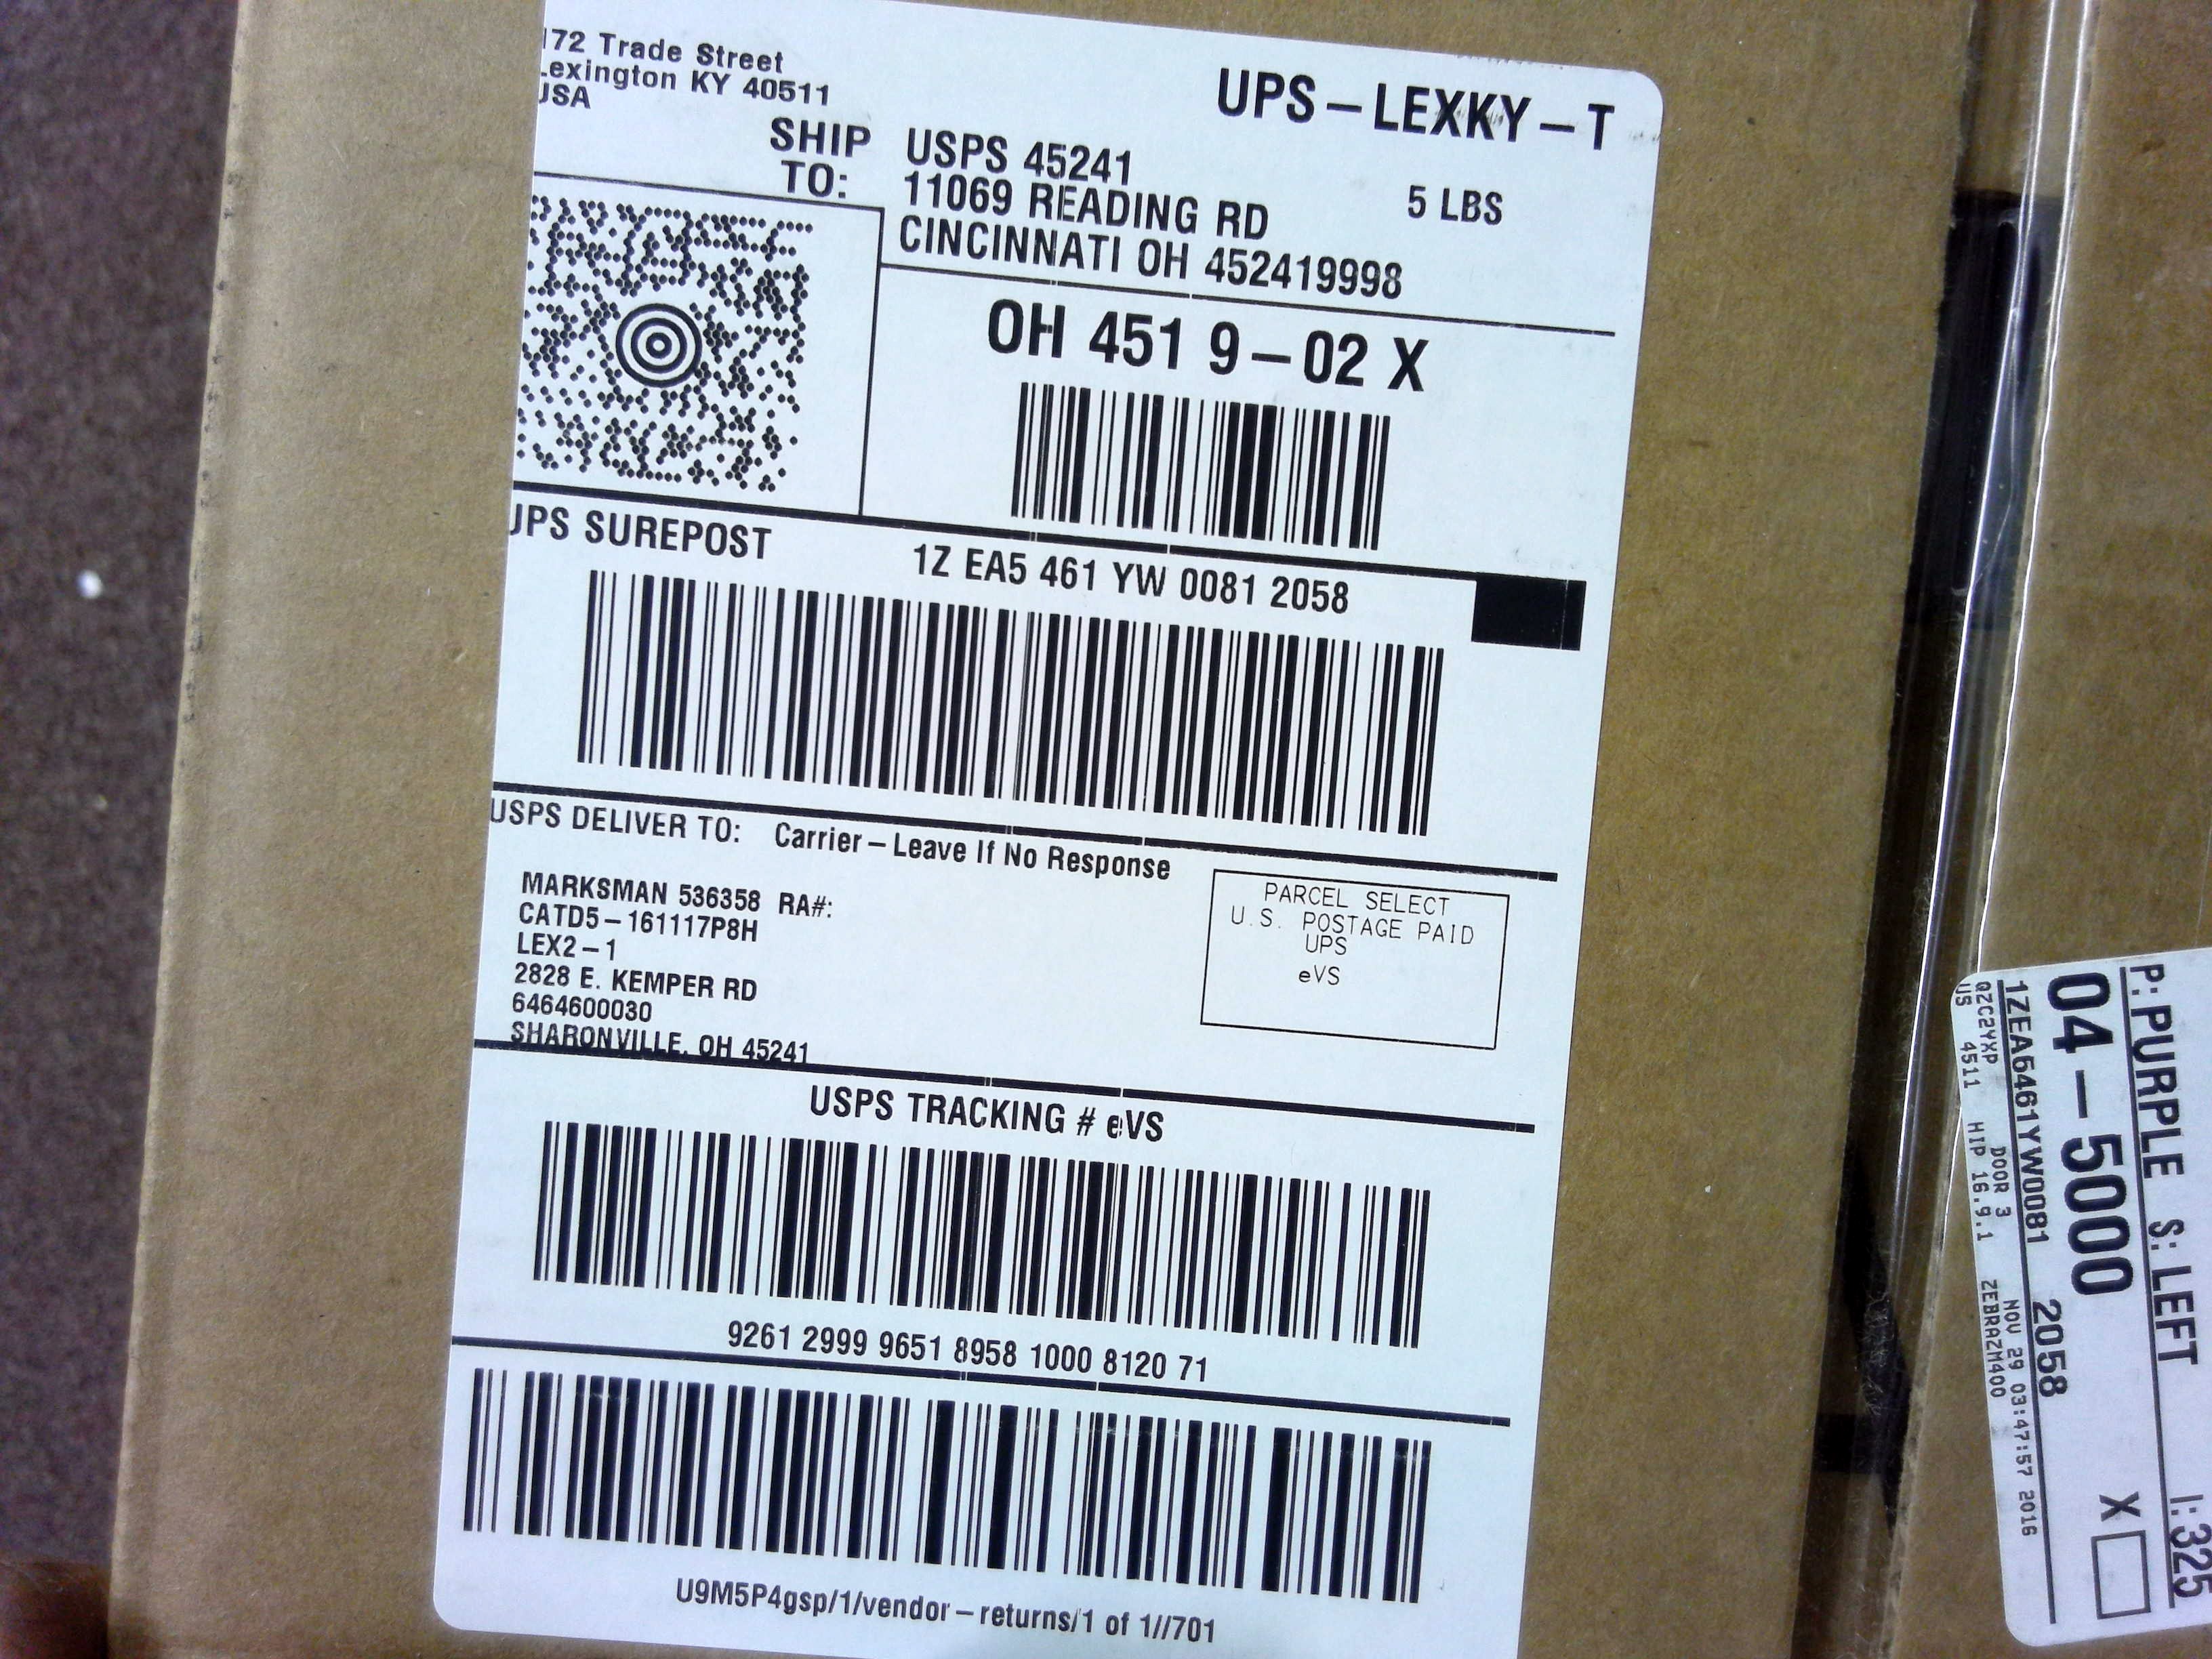 172 Trade Street
Lexington KY 40511
USA
UPS – LEXKY – T
5 LBS
SHIP TO:
USPS 45241
11069 READING RD
CINCINNATI OH 452419998
OH 451 9 – 02 X
UPS SUREPOST
1Z EA5 461 YW 0081 2058
USPS DELIVER TO: Carrier – Leave If No Response
MARKSMAN 536358 RA#:
CATD5 – 161117P8H
LEX2 – 1
2828 E. KEMPER RD
6464600030
SHARONVILLE, OH 45241
PARCEL SELECT
U.S. POSTAGE PAID
UPS
eVS
USPS TRACKING # eVS
9261 2999 9651 8958 1000 8120 71
U9M5P4gsp/1/vendor – returns/1 of 1//701
P: PURPLE S: LEFT I: 325
04 – 5000 X
1ZEA5461YW0081 2058
DOOR 3 NOV 29 03:47:57 2016
US 4511 HIP 16.9.1 ZEBRAZM400